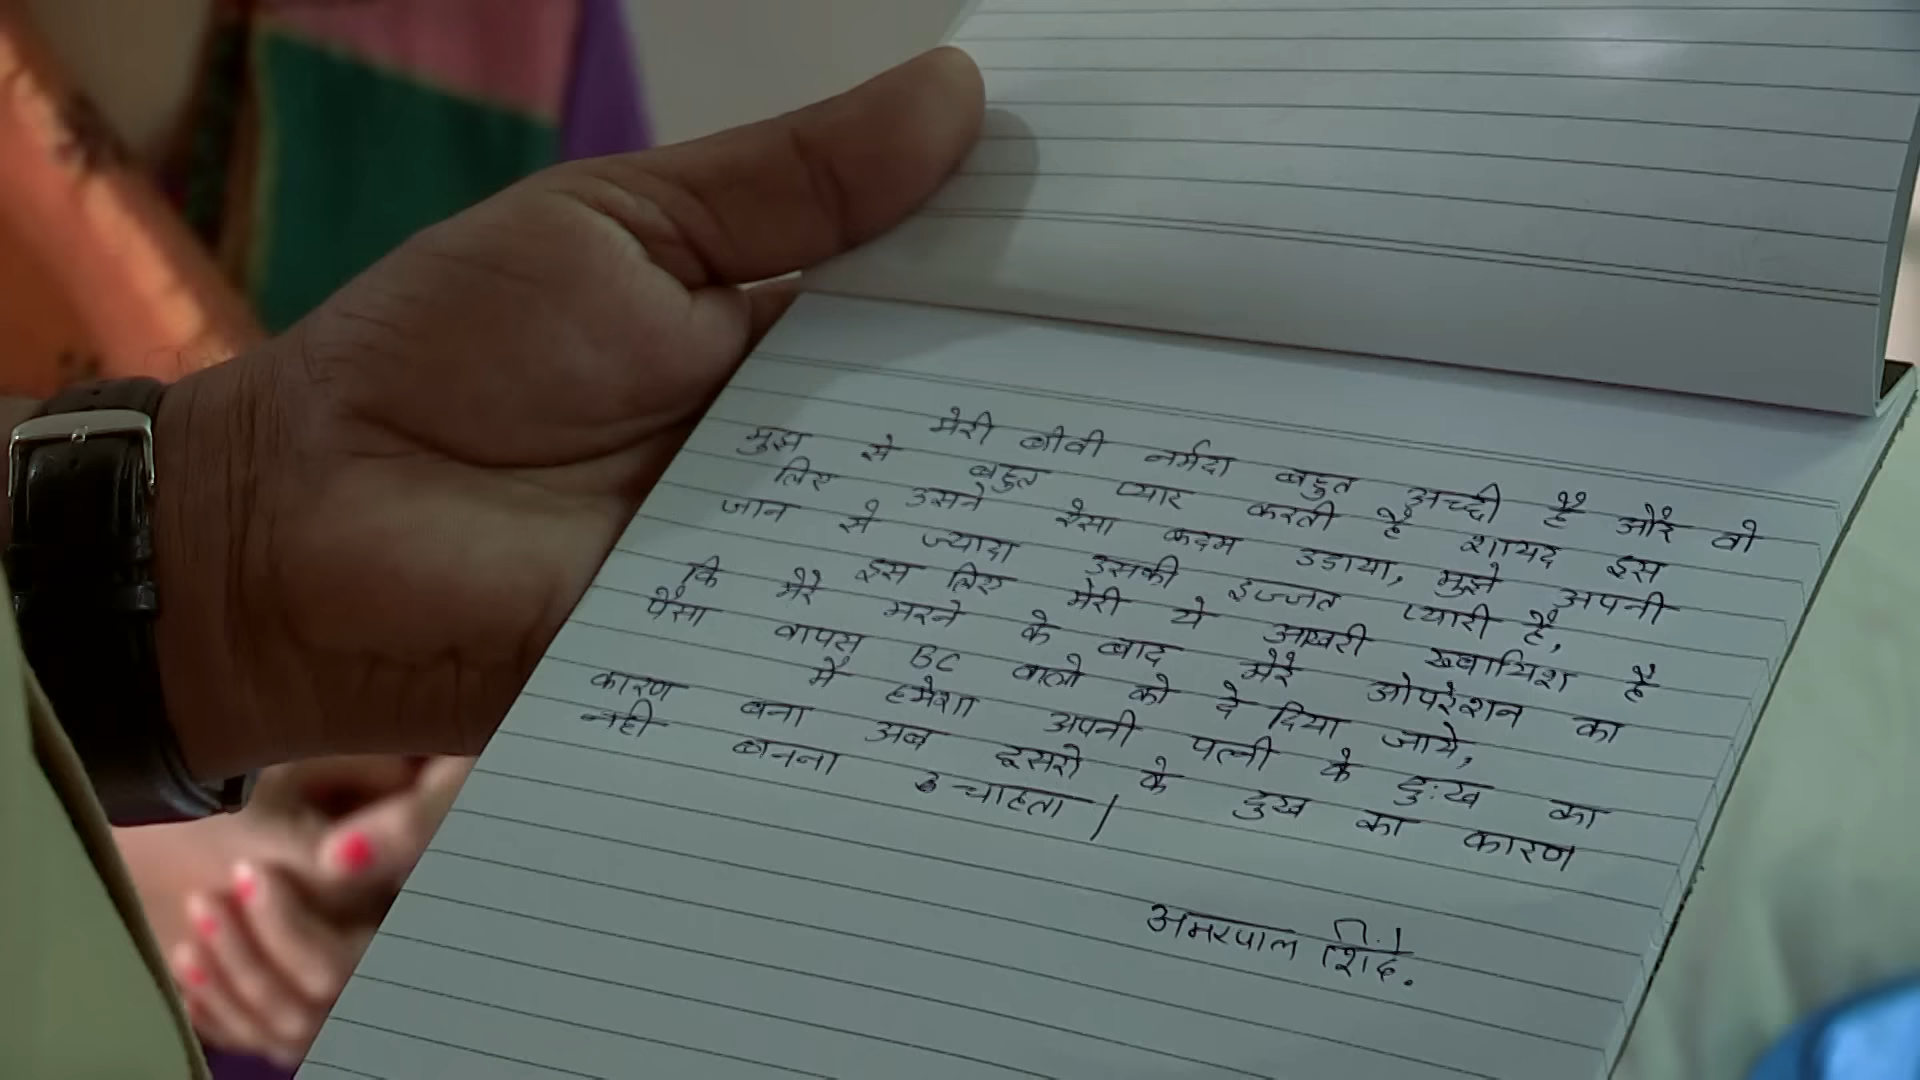 मेरी बीवी नर्मदा बहुत अच्छी है और वो
मुझ से बहुत प्यार करती है शायद इस
लिए उसने ऐसा कदम उडाया, मुझे अपनी
जान से ज्यादा उसकी इज्जत प्यारी है,
इस लिए मेरी ये आखरी ख्वायिश है
कि मेरे मरने के बाद मेरे ओपरेशन का
पैसा वापस BC वालो को दे दिया जाये,
मैं हमेशा अपनी पत्नी के दुःख का
कारण बना अब दूसरो के दुख का कारण
नही बनना चाहता।
अमरपाल शिंदे.